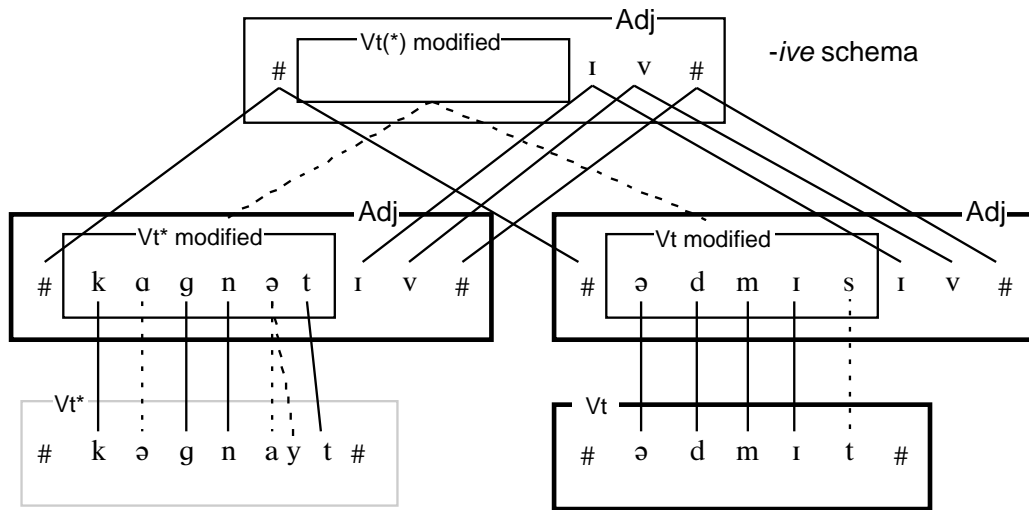 Adj
Vt(*) modified
-ive schema
# ɪ v #
Adj
Adj
Vt* modified
Vt modified
# k ɑ g n ə t ɪ v #
# ə d m ɪ s ɪ v #
Vt*
Vt
# k ə g n a y t #
# ə d m ɪ t #